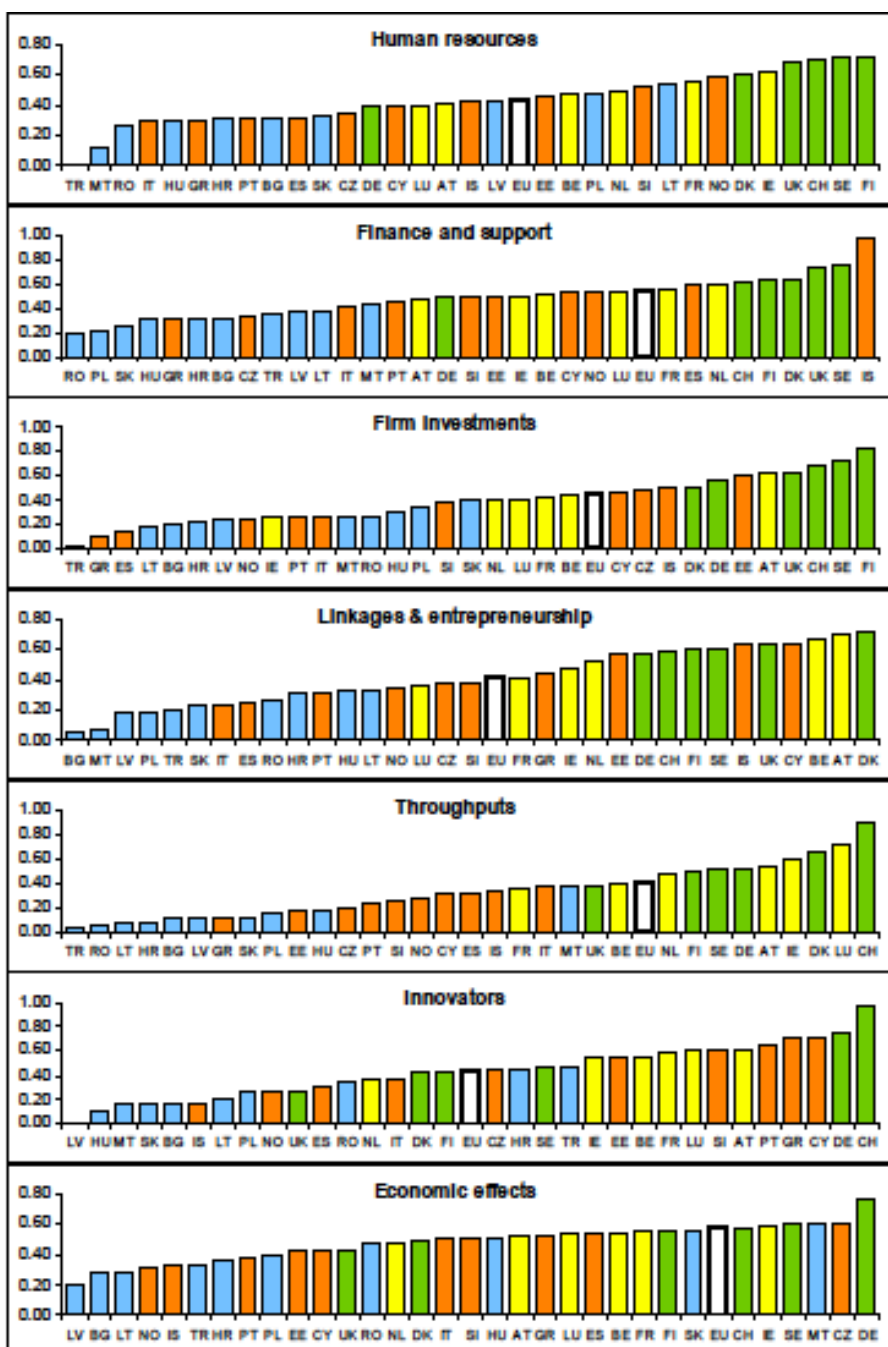 Human resources
0.80
0.60
0.40
0.20
0.00
TR MT RO IT HU GR HR PT BG ES SK CZ DE CY LU AT IS LV EU EE BE PL NL SI LT FR NO DK IE UK CH SE FI
Finance and support
1.00
0.80
0.60
0.40
0.20
0.00
RO PL SK HU GR HR BG CZ TR LV LT IT MT PT AT DE SI EE IE BE CY NO LU EU FR ES NL CH FI DK UK SE IS
Firm investments
1.00
0.80
0.60
0.40
0.20
0.00
TR GR ES LT BG HR LV NO IE PT IT MT RO HU PL SI SK NL LU FR BE EU CY CZ IS DK DE EE AT UK CH SE FI
Linkages & entrepreneurship
0.80
0.60
0.40
0.20
0.00
BG MT LV PL TR SK IT ES RO HR PT HU LT NO LU CZ SI EU FR GR IE NL EE DE CH FI SE IS UK CY BE AT DK
Throughputs
1.00
0.80
0.60
0.40
0.20
0.00
TR RO LT HR BG LV GR SK PL EE HU CZ PT SI NO CY ES IS FR IT MT UK BE EU NL FI SE DE AT IE DK LU CH
Innovators
1.00
0.80
0.60
0.40
0.20
0.00
LV HU MT SK BG IS LT PL NO UK ES RO NL IT DK FI EU CZ HR SE TR IE EE BE FR LU SI AT PT GR CY DE CH
Economic effects
0.80
0.60
0.40
0.20
0.00
LV BG LT NO IS TR HR PT PL EE CY UK RO NL DK IT SI HU AT GR LU ES BE FR FI SK EU CH IE SE MT CZ DE